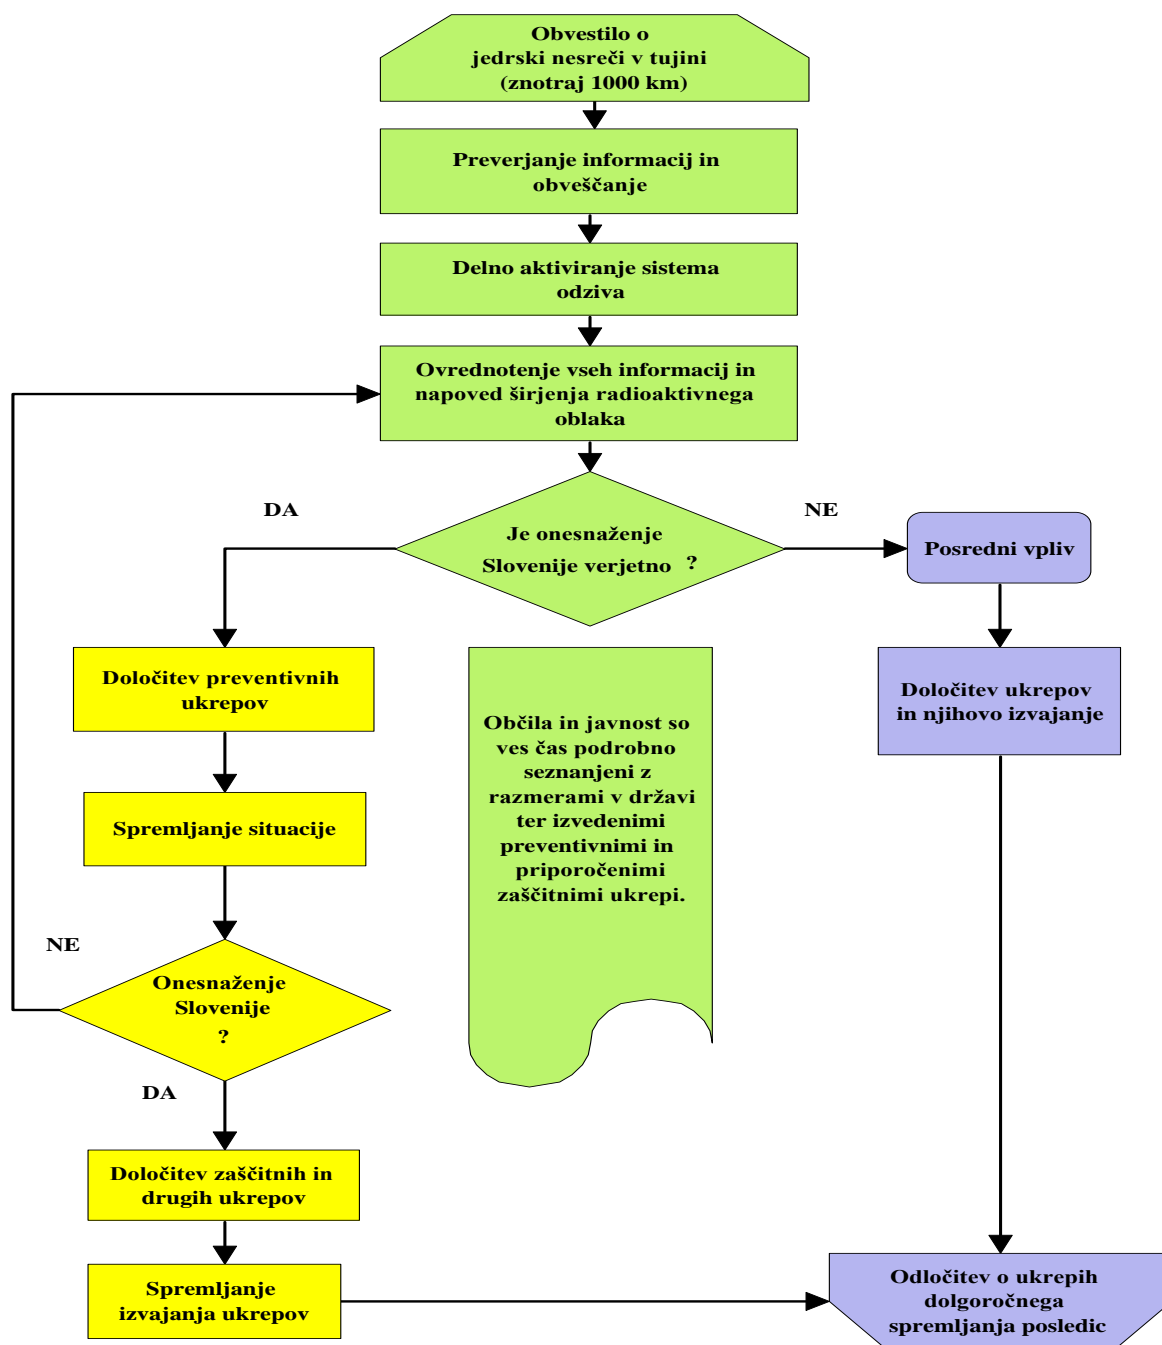 Obvestilo o
jedrski nesreči v tujini
(znotraj 1000 km)
Preverjanje informacij in
obveščanje
Delno aktiviranje sistema
odziva
Ovrednotenje vseh informacij in
napoved širjenja radioaktivnega
oblaka
DA
NE
Je onesnaženje
Slovenije verjetno ?
Posredni vpliv
Določitev preventivnih
ukrepov
Določitev ukrepov
in njihovo izvajanje
Občila in javnost so
ves čas podrobno
seznanjeni z
razmerami v državi
ter izvedenimi
preventivnimi in
priporočenimi
zaščitnimi ukrepi.
Spremljanje situacije
NE
Onesnaženje
Slovenije
?
DA
Določitev zaščitnih in
drugih ukrepov
Spremljanje
izvajanja ukrepov
Odločitev o ukrepih
dolgoročnega
spremljanja posledic